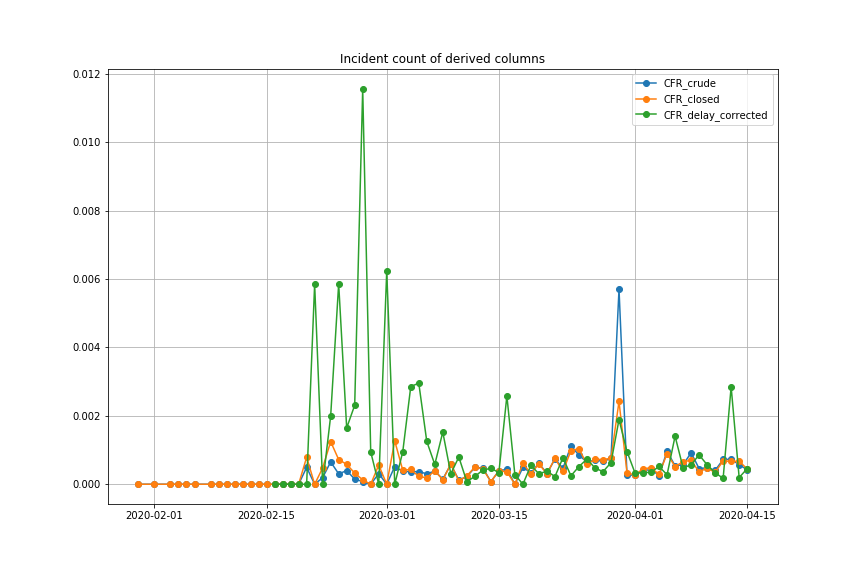 Incident count of derived columns
CFR_crude
CFR_closed
CFR_delay_corrected
0.012
0.010
0.008
0.006
0.004
0.002
0.000
2020-02-01 2020-02-15 2020-03-01 2020-03-15 2020-04-01 2020-04-15